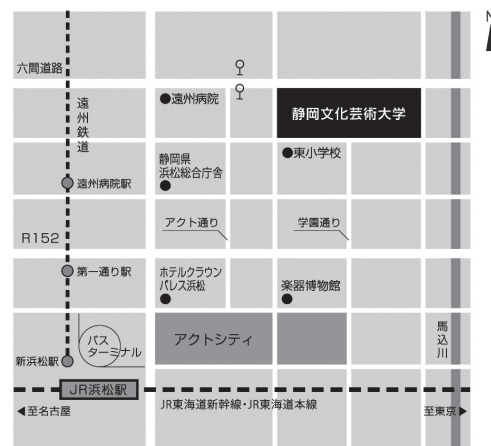 N
六間道路
遠州鉄道
●遠州病院
静岡文化芸術大学
静岡県
浜松総合庁舎
●東小学校
遠州病院駅
アクト通り
学園通り
R152
第一通り駅
ホテルクラウン
パレス浜松
楽器博物館
バス
ターミナル
アクトシティ
馬込川
新浜松駅
JR浜松駅
JR東海道新幹線・JR東海道本線
◀至名古屋
至東京▶